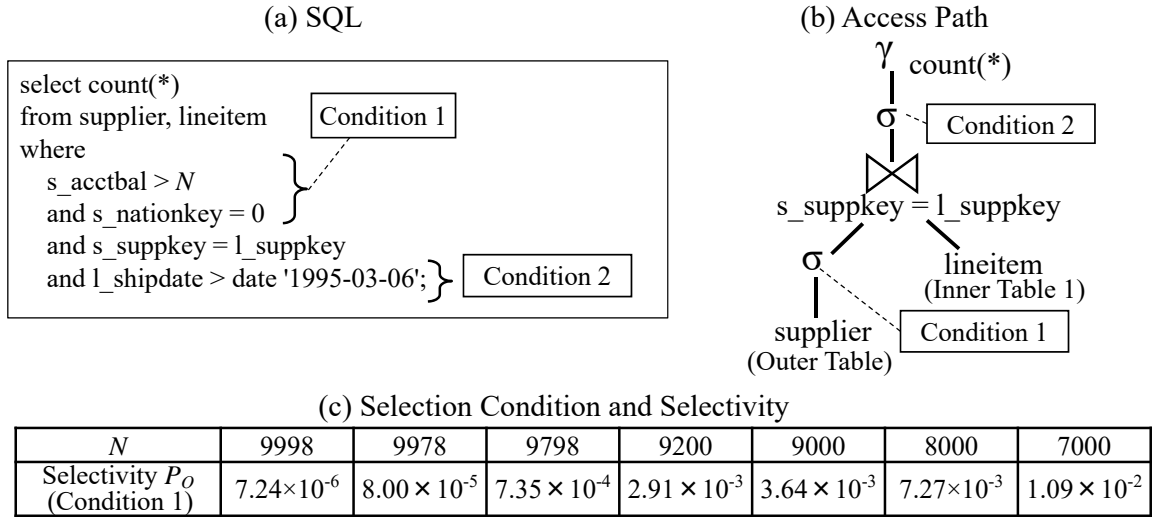 (a) SQL
select count(*)
from supplier, lineitem
where
s_acctbal > N
and s_nationkey = 0
and s_suppkey = l_suppkey
and l_shipdate > date '1995-03-06';
Condition 1
Condition 2
(b) Access Path
γ count(*)
σ
Condition 2
s_suppkey = l_suppkey
σ
lineitem
(Inner Table 1)
Condition 1
supplier
(Outer Table)
(c) Selection Condition and Selectivity
N 9998 9978 9798 9200 9000 8000 7000
Selectivity P_O
(Condition 1) 7.24×10⁻⁶ 8.00×10⁻⁵ 7.35×10⁻⁴ 2.91×10⁻³ 3.64×10⁻³ 7.27×10⁻³ 1.09×10⁻²